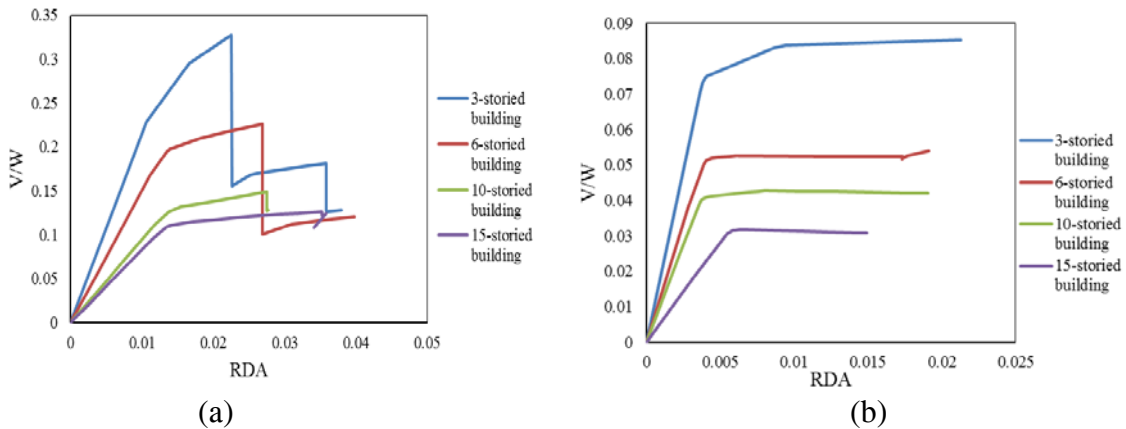 0.35
0.3
0.25
0.2
0.15
0.1
0.05
0
V/W
0
0.01
0.02
0.03
0.04
0.05
RDA
3-storied
building
6-storied
building
10-storied
building
15-storied
building
(a)
0.09
0.08
0.07
0.06
0.05
0.04
0.03
0.02
0.01
0
V/W
0
0.005
0.01
0.015
0.02
0.025
RDA
3-storied
building
6-storied
building
10-storied
building
15-storied
building
(b)